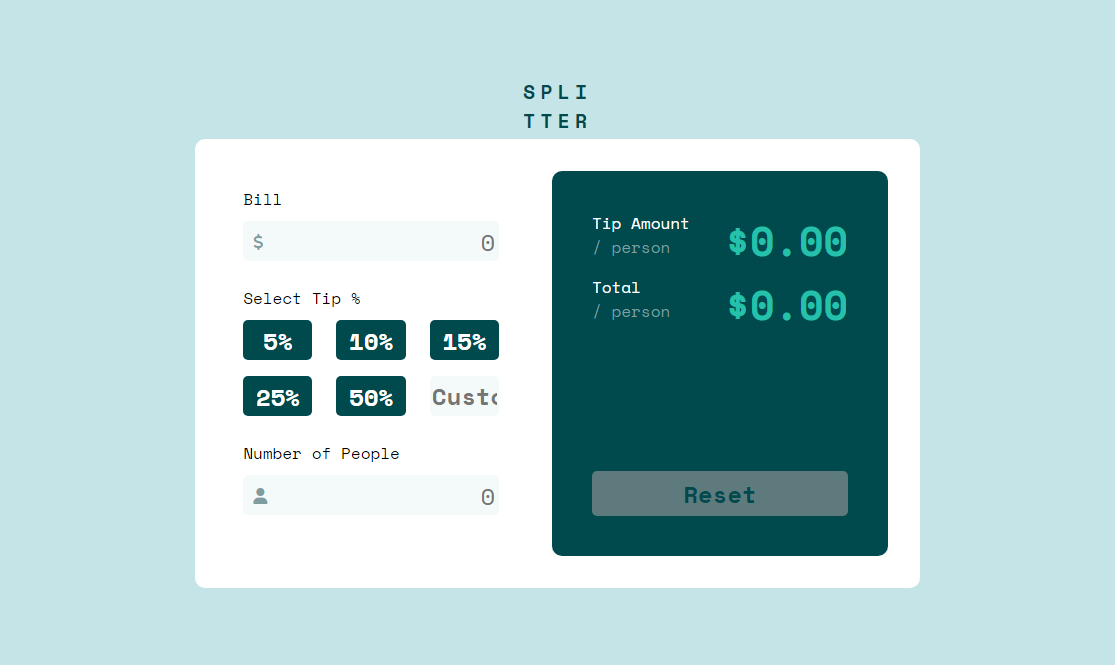 SPLI
TTER
Bill
$ 0
Select Tip %
5% 10% 15%
25% 50% Custo
Number of People
0
Tip Amount
/ person
$0.00
Total
/ person
$0.00
Reset